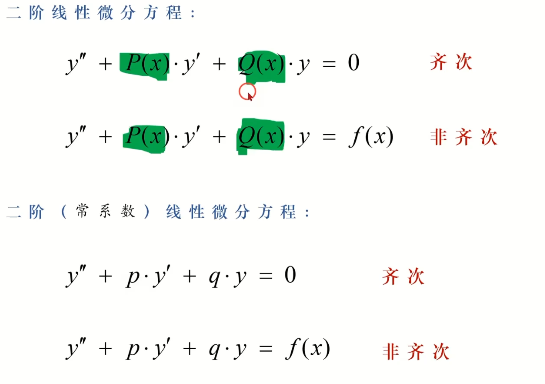 二阶线性微分方程：
y″ + P(x)·y′ + Q(x)·y = 0 齐次
y″ + P(x)·y′ + Q(x)·y = f(x) 非齐次
二阶（常系数）线性微分方程：
y″ + p·y′ + q·y = 0 齐次
y″ + p·y′ + q·y = f(x) 非齐次